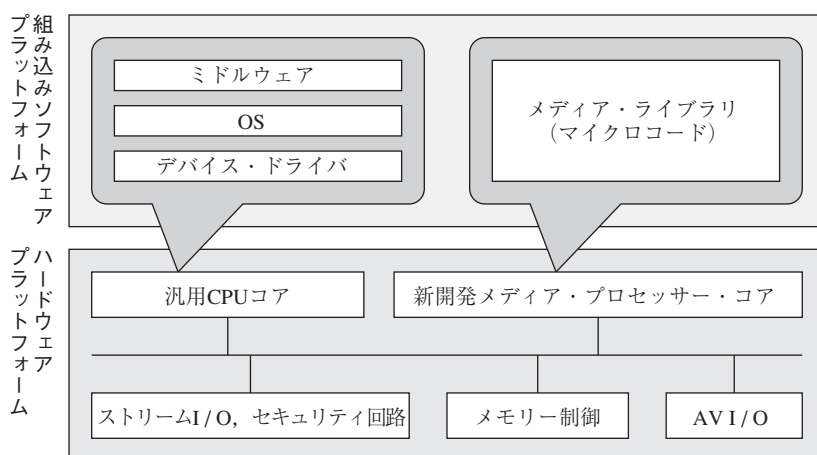 組み込みソフトウェア
プラットフォーム
ミドルウェア
OS
デバイス・ドライバ
メディア・ライブラリ
(マイクロコード)
ハードウェア
プラットフォーム
汎用CPUコア
新開発メディア・プロセッサー・コア
ストリームI/O，セキュリティ回路
メモリー制御
AV I/O